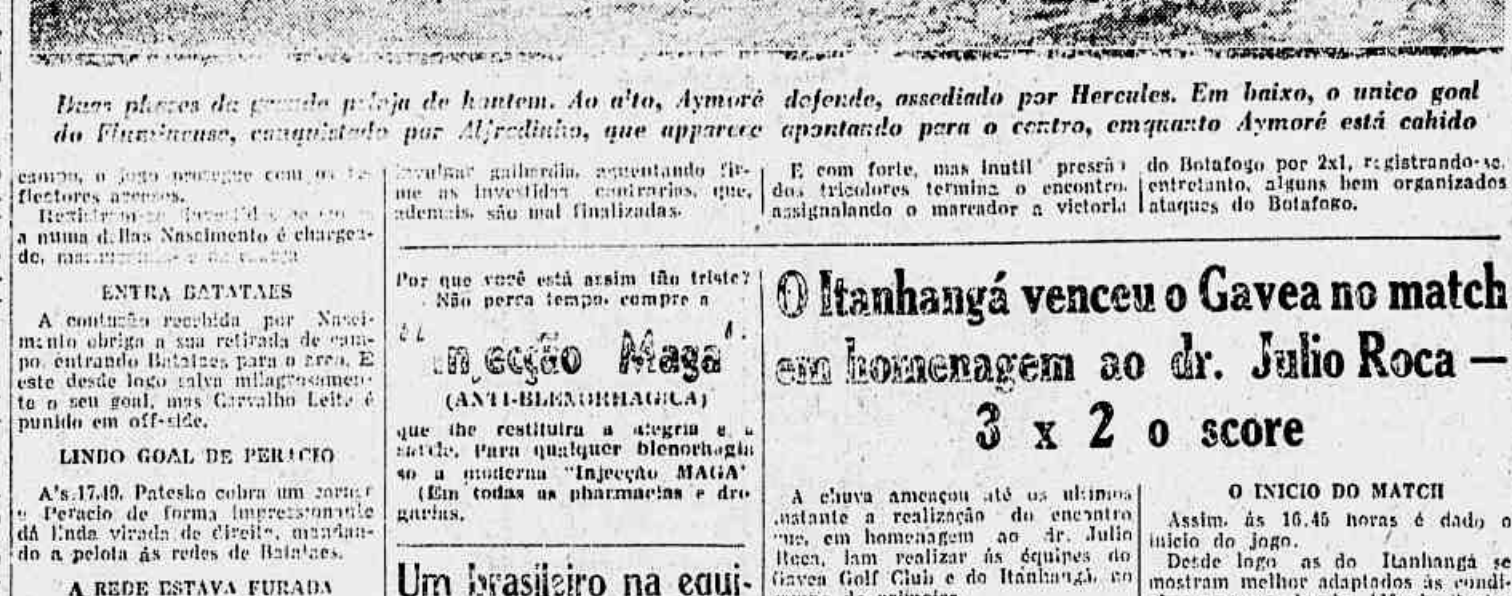 Duas phases da grande peleja de hontem. Ao alto, Aymoré defende, assediado por Hercules. Em baixo, o unico goal
do Fluminense, conquistado por Alfredinho, que apparece apontando para o centro, emquanto Aymoré está cahido
campo, o jogo prosegue com os re-
flectores accesos.
a numa dellas Nascimento é chargea-
do,
ENTRA BATATAES
A contusão recebida por Nasci-
mento obriga a sua retirada de cam-
po, entrando Batataes para o arco. E
este desde logo salva milagrosamen-
te o seu goal, mas Carvalho Leite é
punido em off-side.
LINDO GOAL DE PERACIO
A's 17.40, Patesko cobra um corner
e Peracio de forma impressionante
dá linda virada de direita, mandan-
do a pelota ás redes de Batataes.
A REDE ESTAVA FURADA
invulgar galhardia, aguentando fir-
me as investidas contrarias, que,
ademais, são mal finalizadas.
E com forte, mas inutil pressão
dos tricolores termina o encontro,
assignalando o marcador a victoria
do Botafogo por 2x1, registrando-se,
entretanto, alguns bem organizados
ataques do Botafogo.
Por que você está assim tão triste?
Não perca tempo, compre a
"Injecção Maga"
(ANTI-BLENORHAGICA)
que lhe restituira a alegria e a
saúde. Para qualquer blenorhagia
so a moderna "Injecção MAGA"
(Em todas as pharmacias e dro
garias.
Um brasileiro na equi-
O Itanhangá venceu o Gavea no match
em homenagem ao dr. Julio Roca —
3 x 2 o score
A chuva ameaçou até os ultimos
instante a realização do encontro
que, em homenagem ao dr. Julio
Roca, iam realizar ás équipes do
Gavea Golf Club e do Itanhangá, no
O INICIO DO MATCH
Assim, ás 16.45 horas é dado o
inicio do jogo.
Desde logo as do Itanhangá se
mostram melhor adaptados ás condi-